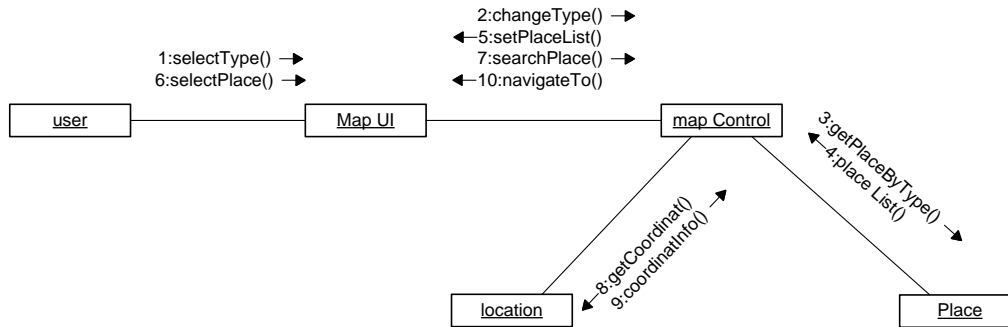 2:changeType()
5:setPlaceList()
7:searchPlace()
10:navigateTo()
1:selectType()
6:selectPlace()
user
Map UI
map Control
3:getPlaceByType()
4:place List()
8:getCoordinat()
9:coordinatInfo()
location
Place